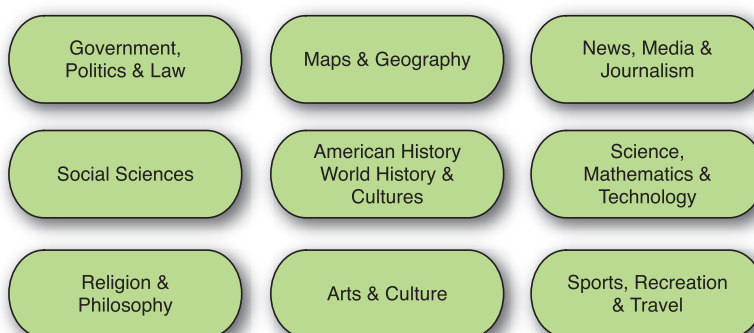 Government,
Politics & Law
Maps & Geography
News, Media &
Journalism
Social Sciences
American History
World History &
Cultures
Science,
Mathematics &
Technology
Religion &
Philosophy
Arts & Culture
Sports, Recreation
& Travel